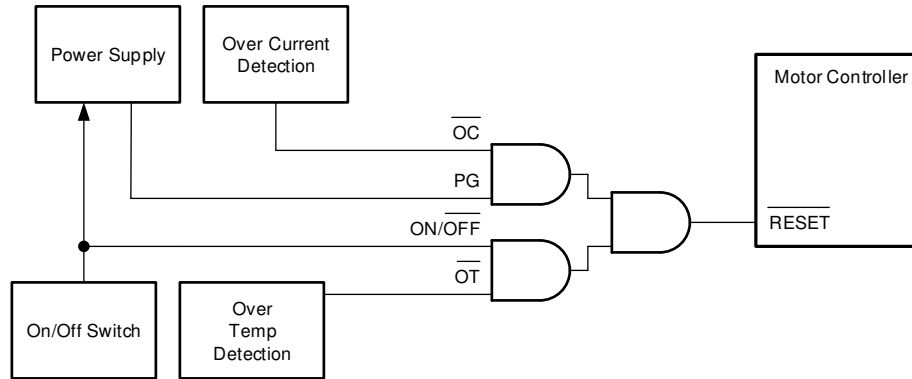 Power Supply
Over Current
Detection
Motor Controller
OC
PG
ON/OFF
OT
RESET
On/Off Switch
Over
Temp
Detection